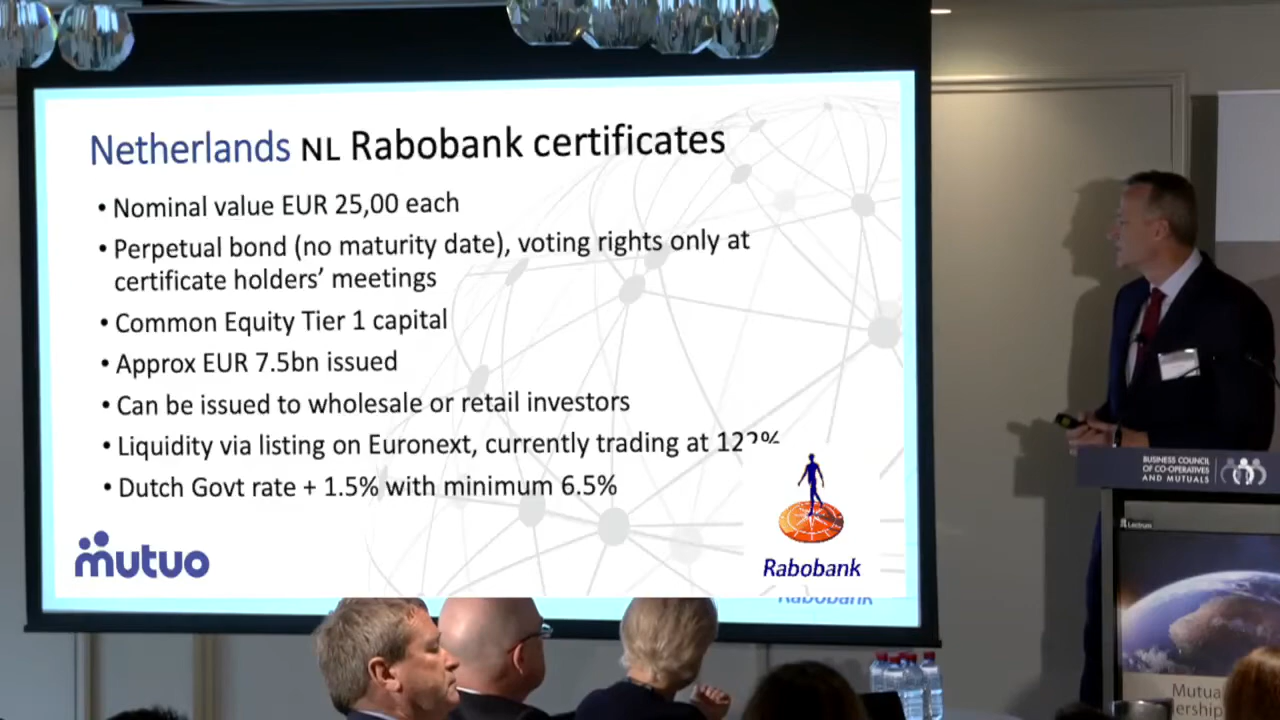 Netherlands NL Rabobank certificates
• Nominal value EUR 25,00 each
• Perpetual bond (no maturity date), voting rights only at
certificate holders’ meetings
• Common Equity Tier 1 capital
• Approx EUR 7.5bn issued
• Can be issued to wholesale or retail investors
• Liquidity via listing on Euronext, currently trading at
• Dutch Govt rate + 1.5% with minimum 6.5%
mutuo
Rabobank
Rabobank
BUSINESS COUNCIL
OF CO-OPERATIVES
AND MUTUALS
Lectrum